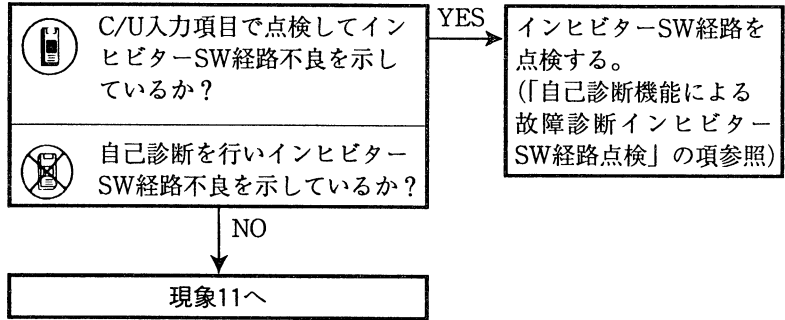 C/U入力項目で点検してイン
ヒビターSW経路不良を示し
ているか？
自己診断を行いインヒビター
SW経路不良を示しているか？
YES
インヒビターSW経路を
点検する。
(「自己診断機能による
故障診断インヒビター
SW経路点検」の項参照)
NO
現象11へ